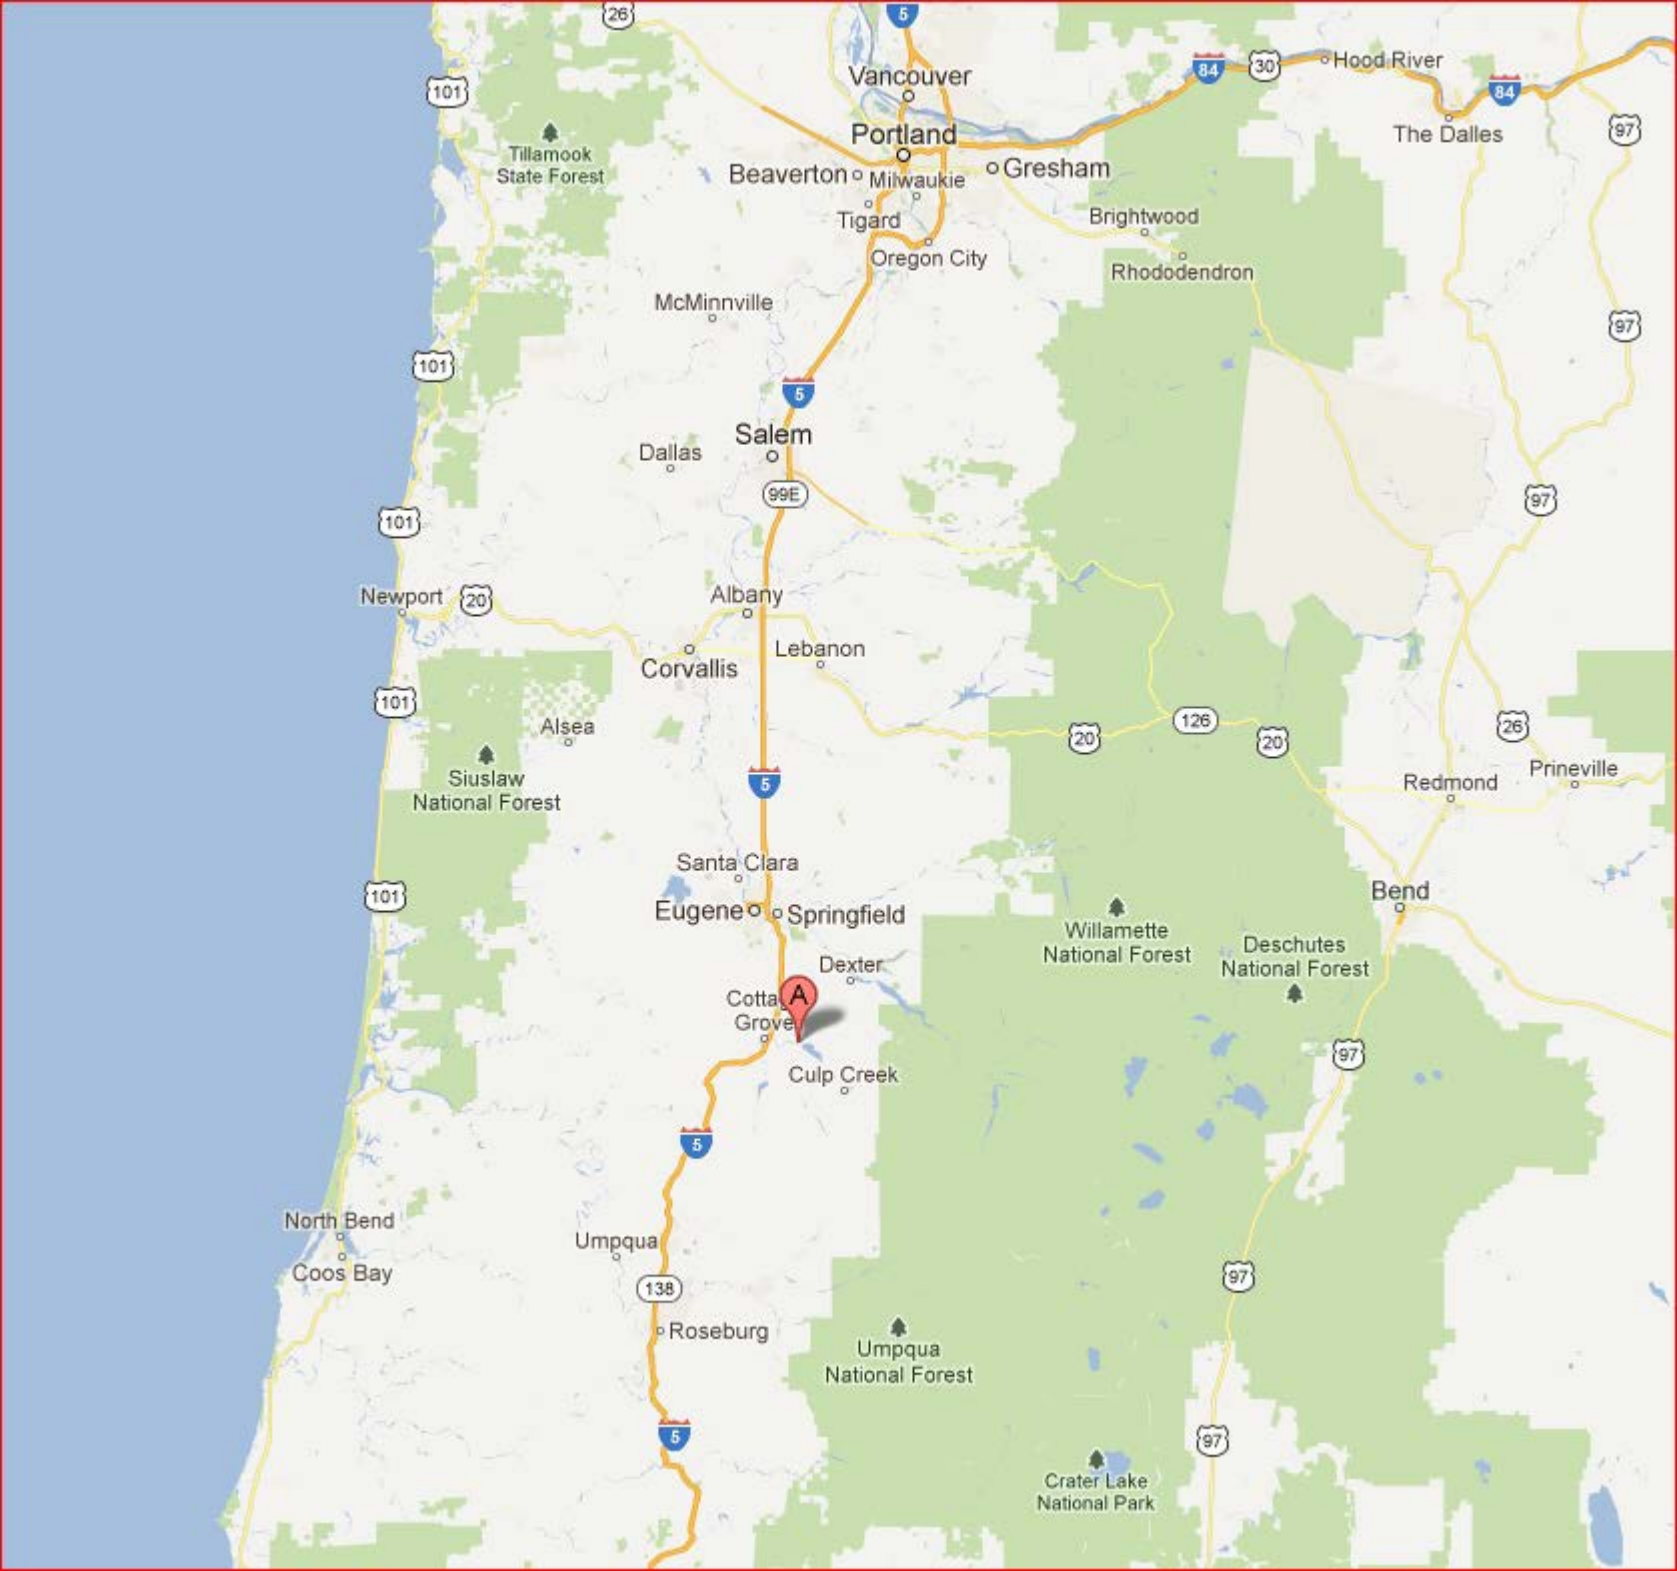 26
5
Vancouver
84
30
Hood River
84
101
The Dalles
97
Portland
Tillamook
State Forest
Beaverton
Milwaukie
Gresham
Tigard
Brightwood
Oregon City
Rhododendron
McMinnville
97
101
5
Salem
Dallas
99E
97
101
Newport
20
Albany
Lebanon
Corvallis
101
Alsea
126
20
20
26
Siuslaw
National Forest
5
Redmond
Prineville
Santa Clara
101
Eugene
Springfield
Bend
Willamette
National Forest
Deschutes
National Forest
Dexter
A
Cotta
Grove
97
Culp Creek
5
North Bend
Umpqua
Coos Bay
138
97
Roseburg
Umpqua
National Forest
5
97
Crater Lake
National Park